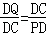 DQ/DC = DC/PD